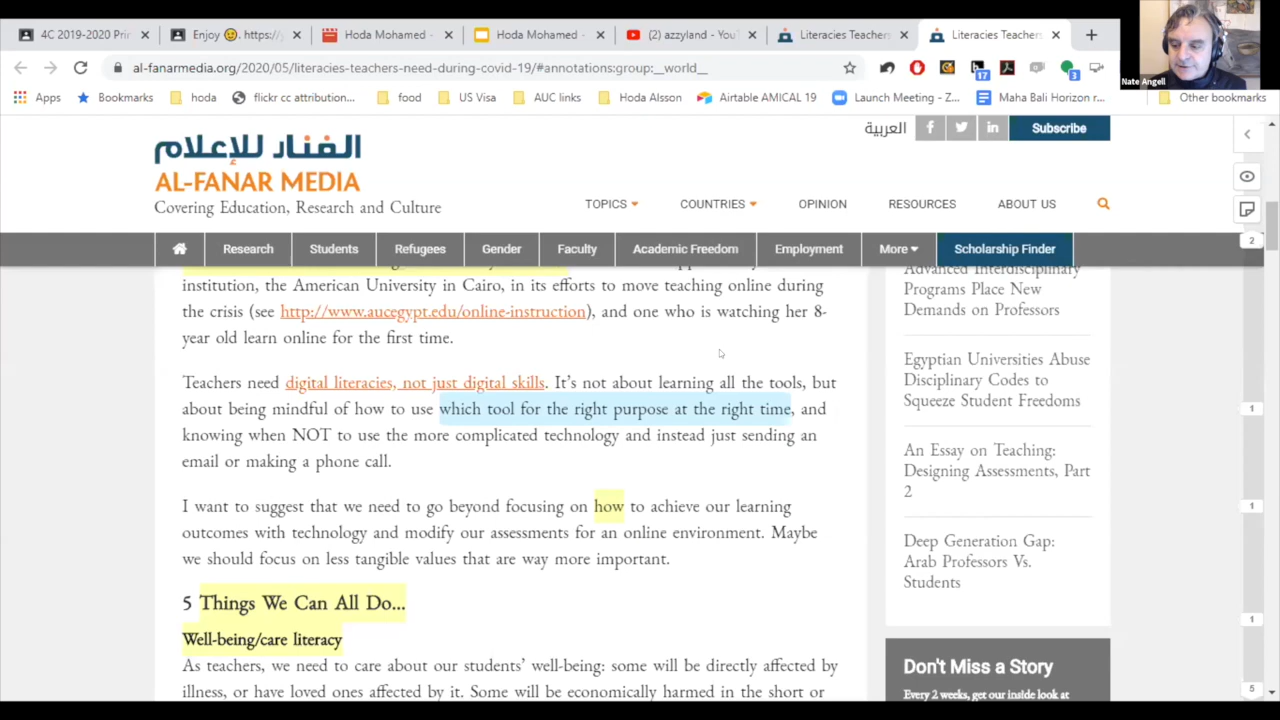 4C 2019-2020 Pri
Enjoy 🙂. https://
Hoda Mohamed -
Hoda Mohamed -
(2) azzyland - You
Literacies Teachers
Literacies Teachers
al-fanarmedia.org/2020/05/literacies-teachers-need-during-covid-19/#annotations:group:__world__
17
3
Nate Angell
Apps
Bookmarks
hoda
flickr cc attribution...
food
US Visa
AUC links
Hoda Alsson
Airtable AMICAL 19
Launch Meeting - Z...
Maha Bali Horizon r...
Other bookmarks
الفنار للإعلام
AL-FANAR MEDIA
Covering Education, Research and Culture
العربية
Subscribe
TOPICS
COUNTRIES
OPINION
RESOURCES
ABOUT US
Research
Students
Refugees
Gender
Faculty
Academic Freedom
Employment
More
Scholarship Finder
institution, the American University in Cairo, in its efforts to move teaching online during
the crisis (see http://www.aucegypt.edu/online-instruction), and one who is watching her 8-
year old learn online for the first time.
Teachers need digital literacies, not just digital skills. It's not about learning all the tools, but
about being mindful of how to use which tool for the right purpose at the right time, and
knowing when NOT to use the more complicated technology and instead just sending an
email or making a phone call.
I want to suggest that we need to go beyond focusing on how to achieve our learning
outcomes with technology and modify our assessments for an online environment. Maybe
we should focus on less tangible values that are way more important.
5 Things We Can All Do...
Well-being/care literacy
As teachers, we need to care about our students' well-being: some will be directly affected by
illness, or have loved ones affected by it. Some will be economically harmed in the short or
Advanced Interdisciplinary
Programs Place New
Demands on Professors
Egyptian Universities Abuse
Disciplinary Codes to
Squeeze Student Freedoms
An Essay on Teaching:
Designing Assessments, Part
2
Deep Generation Gap:
Arab Professors Vs.
Students
Don't Miss a Story
Every 2 weeks, get our inside look at
2
1
1
1
5